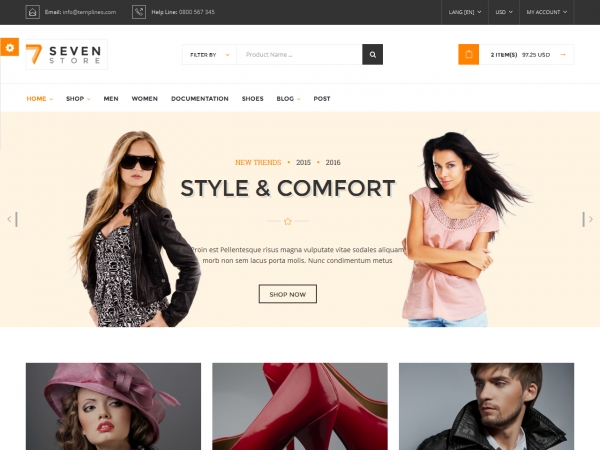 Email: info@templines.com Help Line: 0800 567 345 LANG [EN] USD MY ACCOUNT
7 SEVEN STORE
FILTER BY Product Name... 2 ITEM(S) 97.25 USD
HOME SHOP MEN WOMEN DOCUMENTATION SHOES BLOG POST
NEW TRENDS • 2015 • 2016
STYLE & COMFORT
Proin est Pellentesque risus magna vulputate vitae sodales aliquam
morb non sem lacus porta molis. Nunc condimentum metus
SHOP NOW